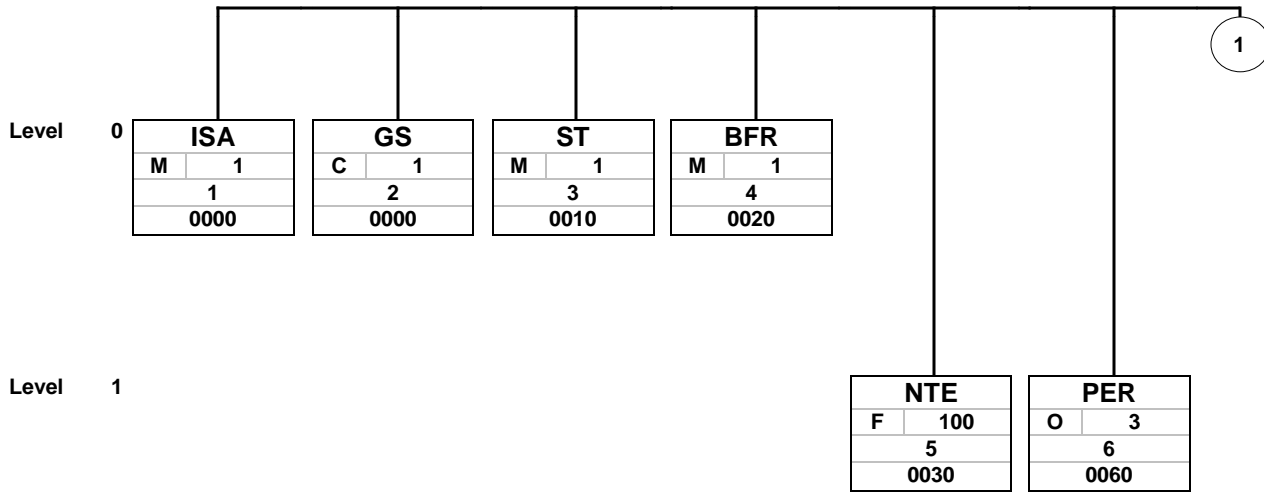 1
Level 0
ISA
M 1
1
0000
GS
C 1
2
0000
ST
M 1
3
0010
BFR
M 1
4
0020
Level 1
NTE
F 100
5
0030
PER
O 3
6
0060